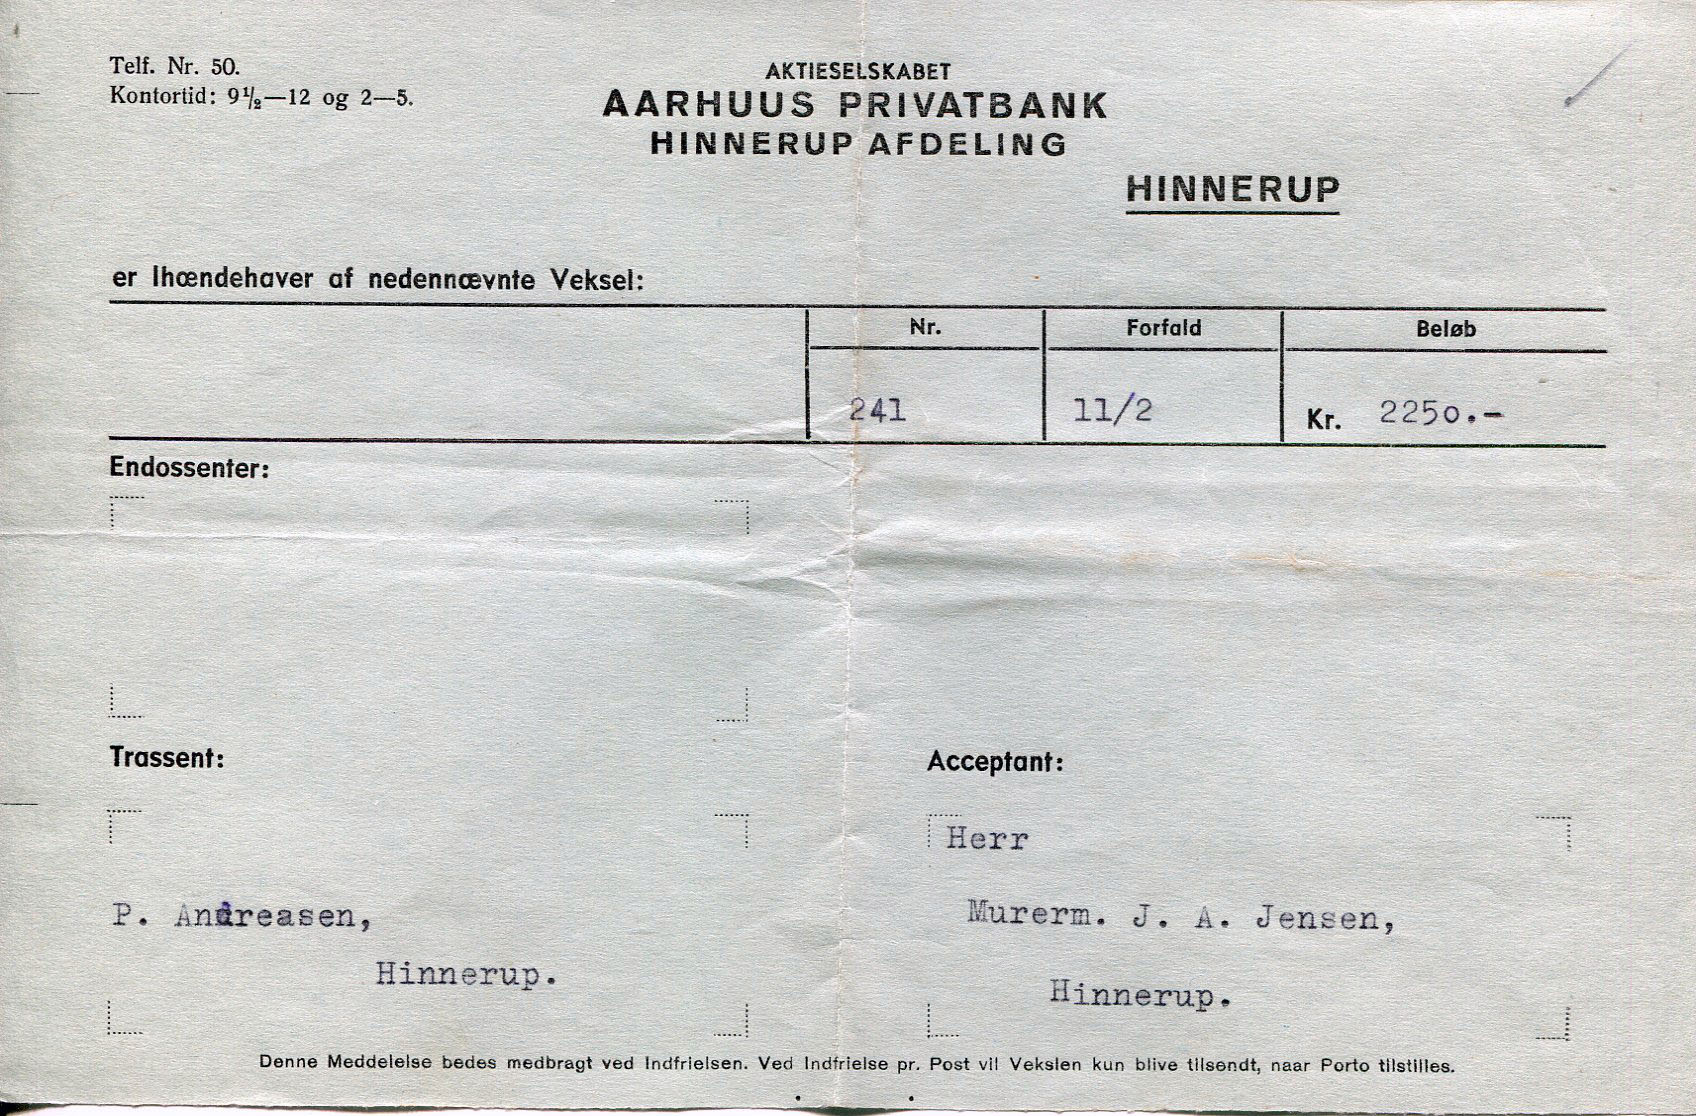 Telf. Nr. 50.
Kontortid: 9½—12 og 2—5.
AKTIESELSKABET
AARHUUS PRIVATBANK
HINNERUP AFDELING
HINNERUP
er Ihændehaver af nedennævnte Veksel:
Nr. Forfald Beløb
241 11/2 Kr. 2250.-
Endossenter:
Trassent: Acceptant:
Herr
P. Andreasen, Murerm. J. A. Jensen,
Hinnerup. Hinnerup.
Denne Meddelelse bedes medbragt ved Indfrielsen. Ved Indfrielse pr. Post vil Vekslen kun blive tilsendt, naar Porto tilstilles.